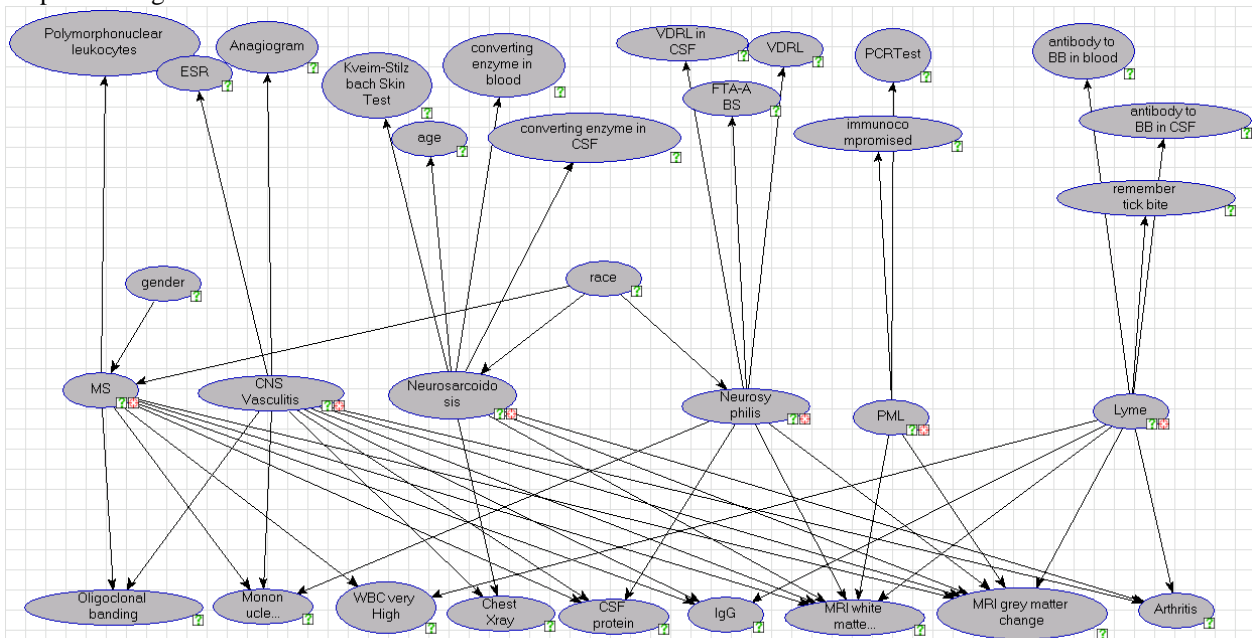 Polymorphonuclear
leukocytes
ESR
Anagiogram
Kveim-Stilz
bach Skin
Test
age
converting
enzyme in
blood
converting enzyme in
CSF
VDRL in
CSF
VDRL
FTA-A
BS
PCRTest
immunoco
mpromised
antibody to
BB in blood
antibody to
BB in CSF
remember
tick bite
gender
race
MS
CNS
Vasculitis
Neurosarcoido
sis
Neurosy
philis
PML
Lyme
Oligoclonal
banding
Monon
ucle...
WBC very
High
Chest
Xray
CSF
protein
IgG
MRI white
matte...
MRI grey matter
change
Arthritis